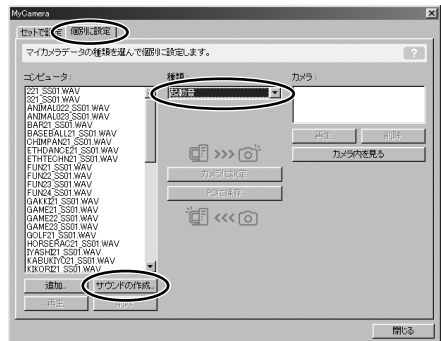 MyCamera
セットで設定 個別に設定
マイカメラデータの種類を選んで個別に設定します。
?
コンピュータ: 種類: カメラ:
221_SS01.WAV
321_SS01.WAV
ANIMAL022_SS01.WAV
ANIMAL023_SS01.WAV
BAR21_SS01.WAV
BASEBALL21_SS01.WAV
CHIMPAN21_SS01.WAV
ETHDANCE21_SS01.WAV
ETHTECHN21_SS01.WAV
FUN21_SS01.WAV
FUN22_SS01.WAV
FUN23_SS01.WAV
FUN24_SS01.WAV
GAKKI21_SS01.WAV
GAME21_SS01.WAV
GAME22_SS01.WAV
GAME23_SS01.WAV
GOLF21_SS01.WAV
HORSERAC21_SS01.WAV
IYASHI21_SS01.WAV
KABUKIYO21_SS01.WAV
KIKORI21_SS01.WAV
起動音
カメラに設定
PCに保存
再生 削除
カメラ内を見る
追加... サウンドの作成...
再生 削除
閉じる